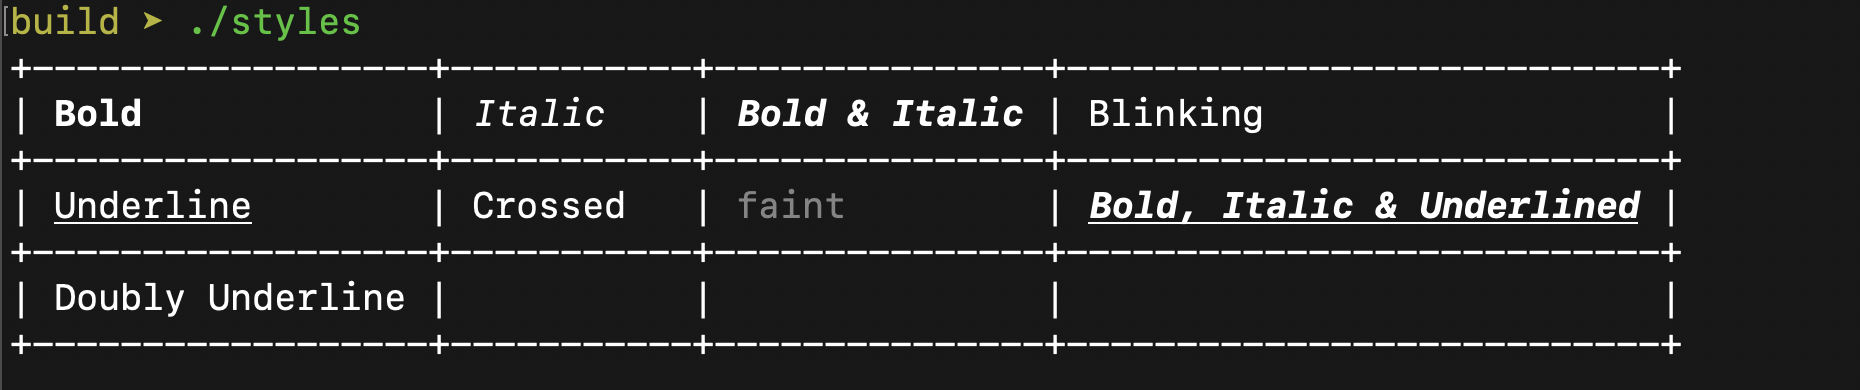 build ➤ ./styles
+------------------+-----------+---------------+---------------------------+
| Bold             | Italic    | Bold & Italic | Blinking                  |
+------------------+-----------+---------------+---------------------------+
| Underline        | Crossed   | faint         | Bold, Italic & Underlined |
+------------------+-----------+---------------+---------------------------+
| Doubly Underline |           |               |                           |
+------------------+-----------+---------------+---------------------------+